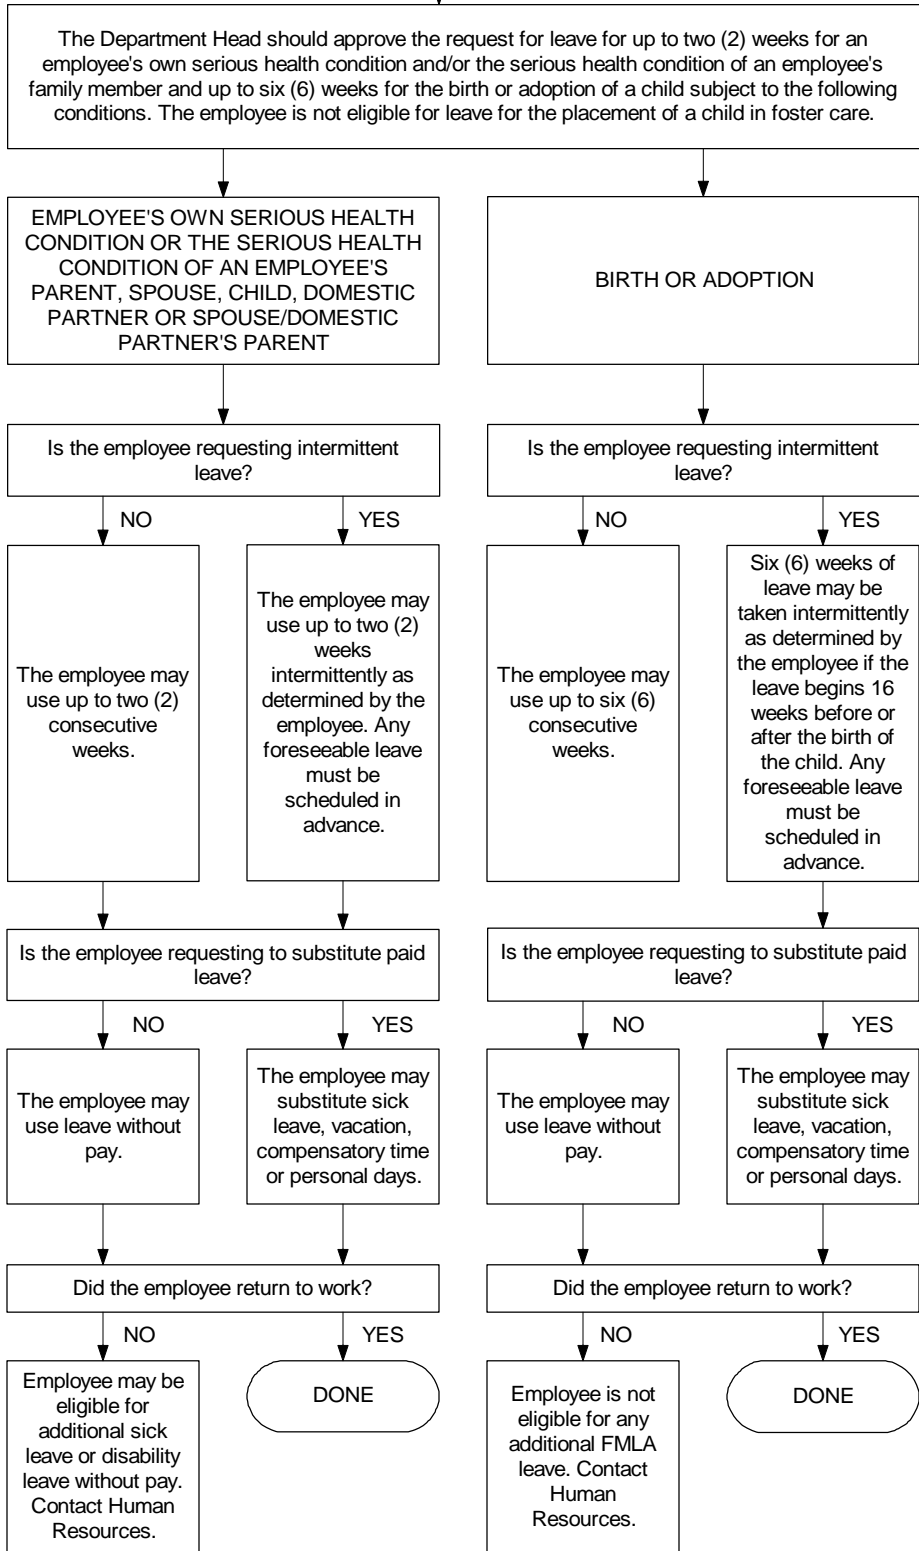 The Department Head should approve the request for leave for up to two (2) weeks for an
employee's own serious health condition and/or the serious health condition of an employee's
family member and up to six (6) weeks for the birth or adoption of a child subject to the following
conditions. The employee is not eligible for leave for the placement of a child in foster care.
EMPLOYEE'S OWN SERIOUS HEALTH
CONDITION OR THE SERIOUS HEALTH
CONDITION OF AN EMPLOYEE'S
PARENT, SPOUSE, CHILD, DOMESTIC
PARTNER OR SPOUSE/DOMESTIC
PARTNER'S PARENT
BIRTH OR ADOPTION
Is the employee requesting intermittent
leave?
Is the employee requesting intermittent
leave?
NO
YES
NO
YES
The employee may
use up to two (2)
consecutive
weeks.
The employee may
use up to two (2)
weeks
intermittently as
determined by the
employee. Any
foreseeable leave
must be
scheduled in
advance.
The employee may
use up to six (6)
consecutive
weeks.
Six (6) weeks of
leave may be
taken intermittently
as determined by
the employee if the
leave begins 16
weeks before or
after the birth of
the child. Any
foreseeable leave
must be
scheduled in
advance.
Is the employee requesting to substitute paid
leave?
Is the employee requesting to substitute paid
leave?
NO
YES
NO
YES
The employee may
use leave without
pay.
The employee may
substitute sick
leave, vacation,
compensatory time
or personal days.
The employee may
use leave without
pay.
The employee may
substitute sick
leave, vacation,
compensatory time
or personal days.
Did the employee return to work?
Did the employee return to work?
NO
YES
NO
YES
Employee may be
eligible for
additional sick
leave or disability
leave without pay.
Contact Human
Resources.
DONE
Employee is not
eligible for any
additional FMLA
leave. Contact
Human
Resources.
DONE